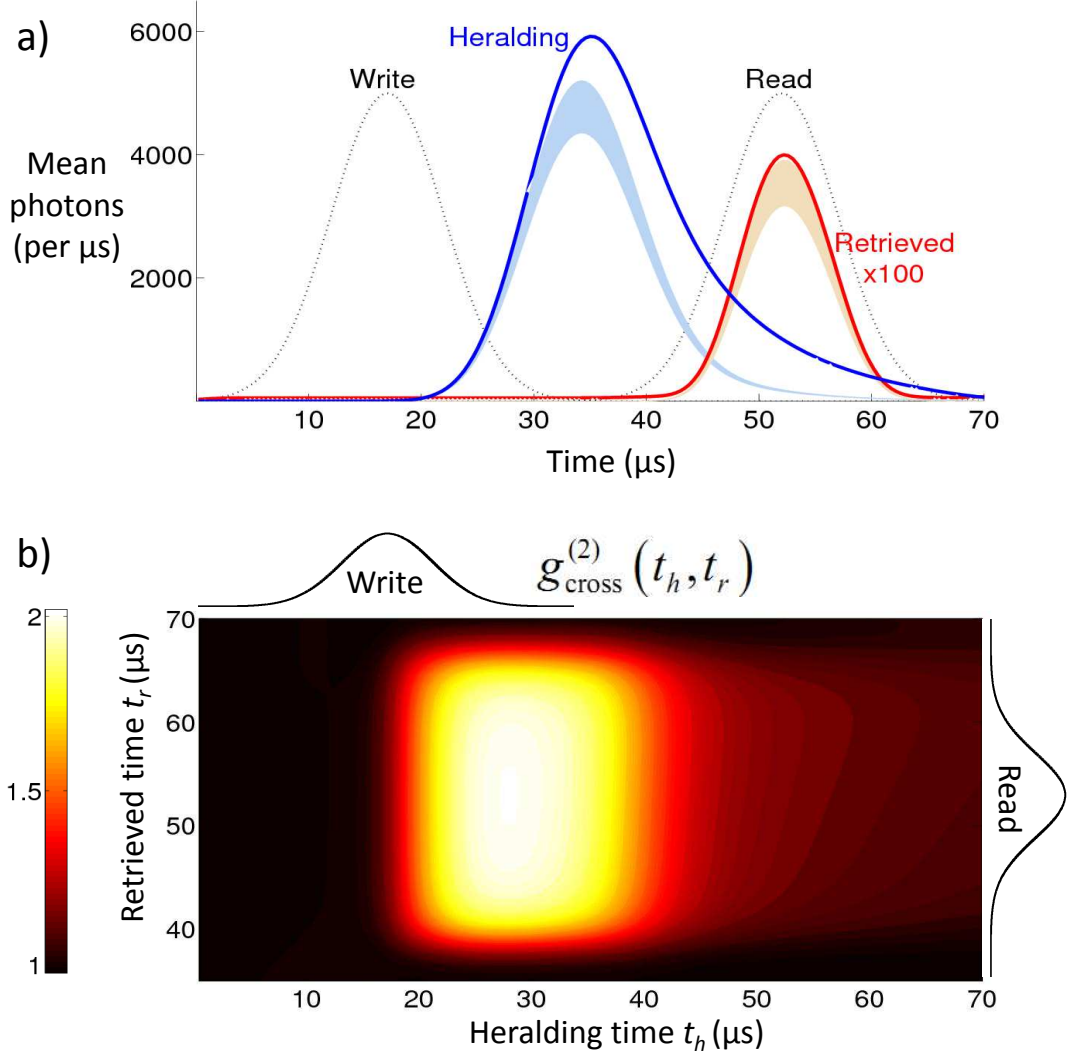 a)
6000
4000
2000
Mean
photons
(per µs)
Heralding
Write
Read
Retrieved
x100
10 20 30 40 50 60 70
Time (µs)
b)
Write
g(2)cross (th, tr)
2
1.5
1
Retrieved time tr (µs)
70
60
50
40
Read
10 20 30 40 50 60 70
Heralding time th (µs)